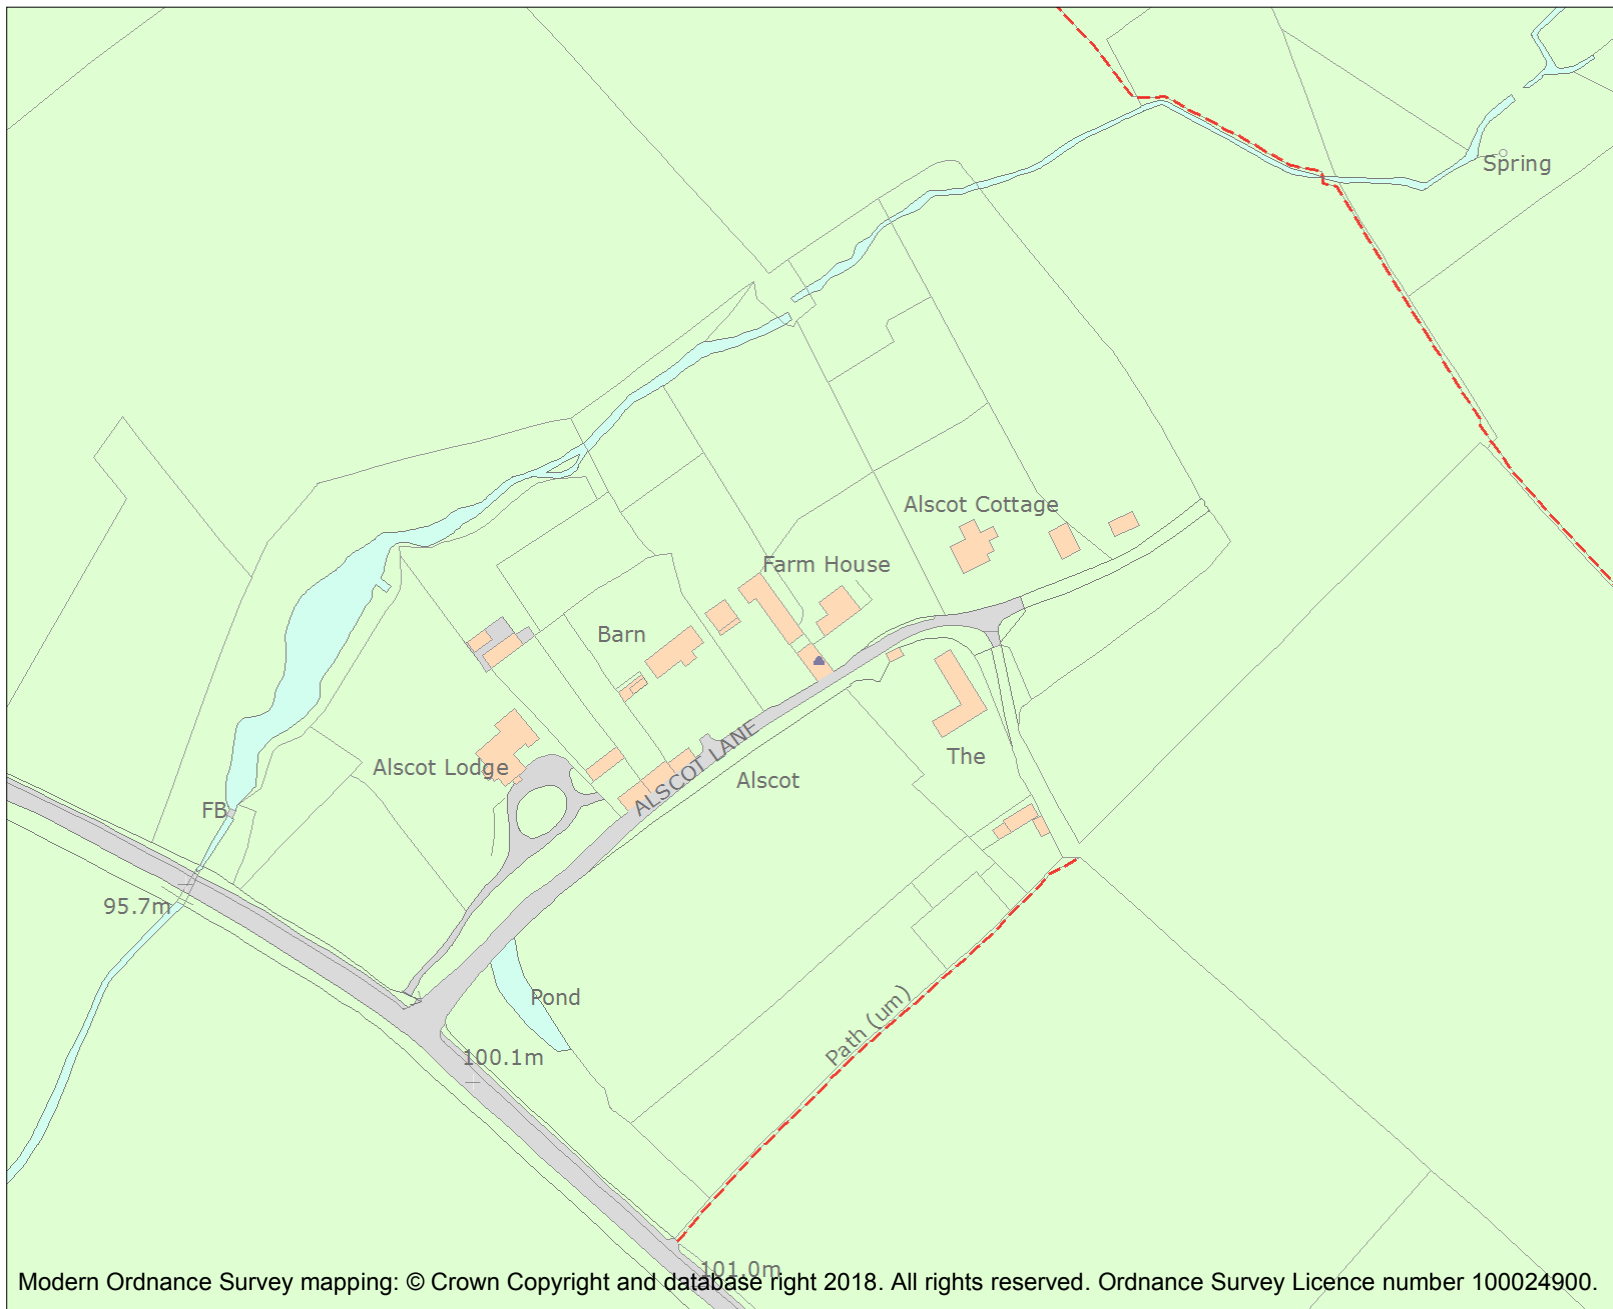 Spring
Alscot Cottage
Farm House
Barn
ALSCOT LANE
The
Alscot Lodge
Alscot
FB
95.7m
Pond
Path (um)
100.1m
101.0m
Modern Ordnance Survey mapping: © Crown Copyright and database right 2018. All rights reserved. Ordnance Survey Licence number 100024900.